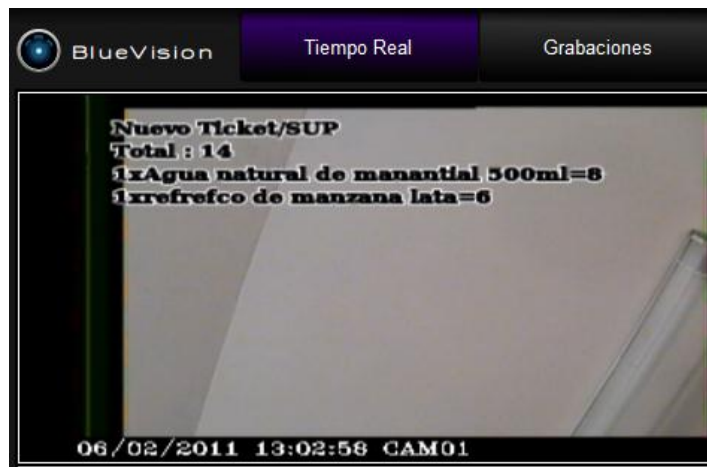 BlueVision
Tiempo Real
Grabaciones
Nuevo Ticket/SUP
Total : 14
1xAgua natural de manantial 500ml=8
1xrefrefco de manzana lata=6
06/02/2011 13:02:58 CAM01